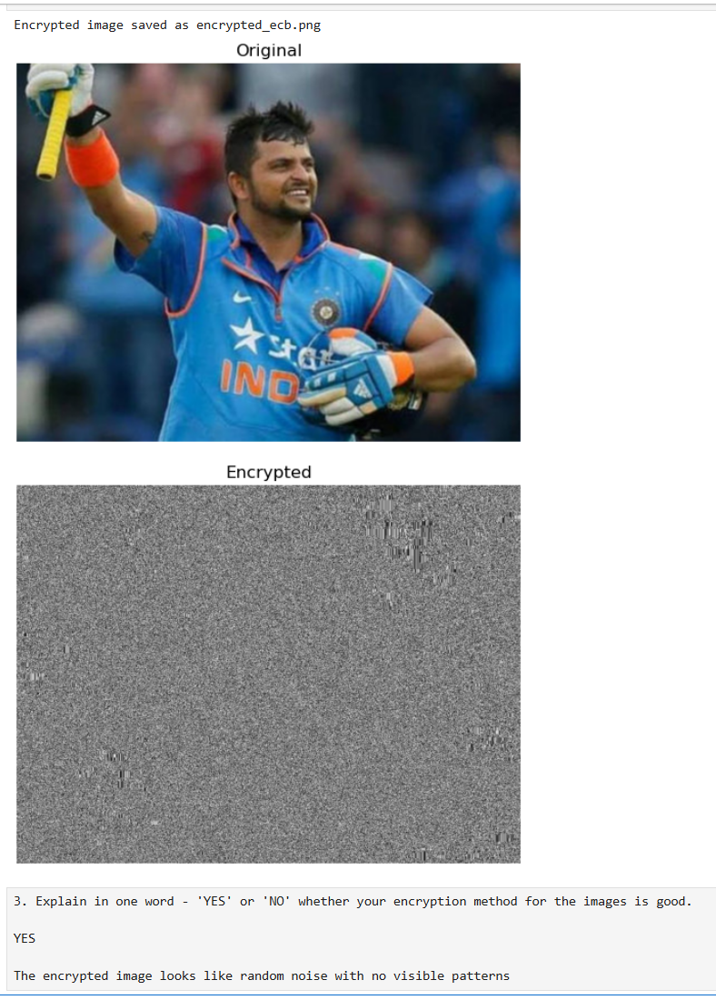 Encrypted image saved as encrypted_ecb.png
Original
star
IND
Encrypted
3. Explain in one word - 'YES' or 'NO' whether your encryption method for the images is good.
YES
The encrypted image looks like random noise with no visible patterns